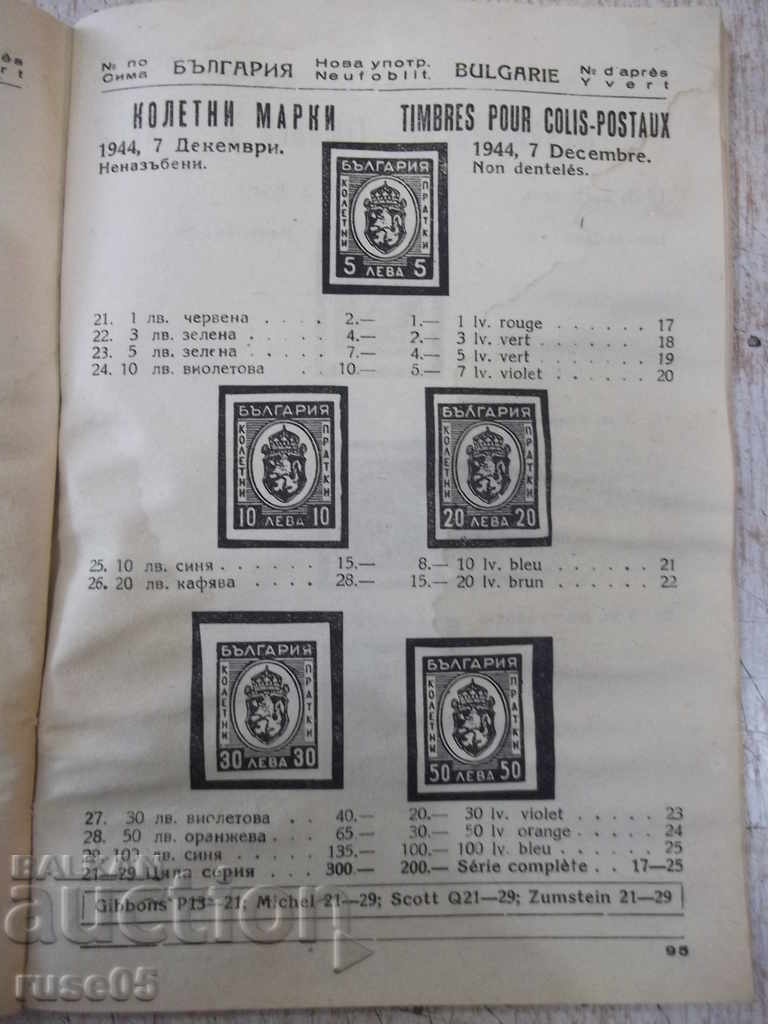 № по БЪЛГАРИЯ Нова употр. BULGARIE № d'après
Сима Neuf oblit. Yvert
КОЛЕТНИ МАРКИ TIMBRES POUR COLIS-POSTAUX
1944, 7 Декември. 1944, 7 Decembre.
Неназъбени. Non dentelés.
БЪЛГАРИЯ
КОЛЕТНИ ПРАТКИ
5 ЛЕВА 5
21. 1 лв. червена . . . . 2.— 1.— 1 lv. rouge . . . . . . 17
22. 3 лв. зелена . . . . 4.— 2.— 3 lv. vert . . . . . . 18
23. 5 лв. зелена . . . . 7.— 4.— 5 lv. vert . . . . . . 19
24. 10 лв. виолетова . . . 10.— 5.— 7 lv. violet . . . . . . 20
БЪЛГАРИЯ БЪЛГАРИЯ
КОЛЕТНИ ПРАТКИ КОЛЕТНИ ПРАТКИ
10 ЛЕВА 10 20 ЛЕВА 20
25. 10 лв. синя . . . . . 15.— 8.— 10 lv. bleu . . . . . . 21
26. 20 лв. кафява . . . . 28.— 15.— 20 lv. brun . . . . . . 22
БЪЛГАРИЯ БЪЛГАРИЯ
КОЛЕТНИ ПРАТКИ КОЛЕТНИ ПРАТКИ
30 ЛЕВА 30 50 ЛЕВА 50
27. 30 лв. виолетова . . 40.— 20.— 30 lv. violet . . . . . 23
28. 50 лв. оранжева . . . 65.— 30.— 50 lv. orange . . . . . 24
29. 100 лв. синя . . . . . 135.— 100.— 100 lv. bleu . . . . . 25
21—29 Цяла серия . . . 300.— 200.— Série complète . . 17—25
Gibbons P13—21; Michel 21—29; Scott Q21—29; Zumstein 21—29
95
BALKAN
auction
ruse05